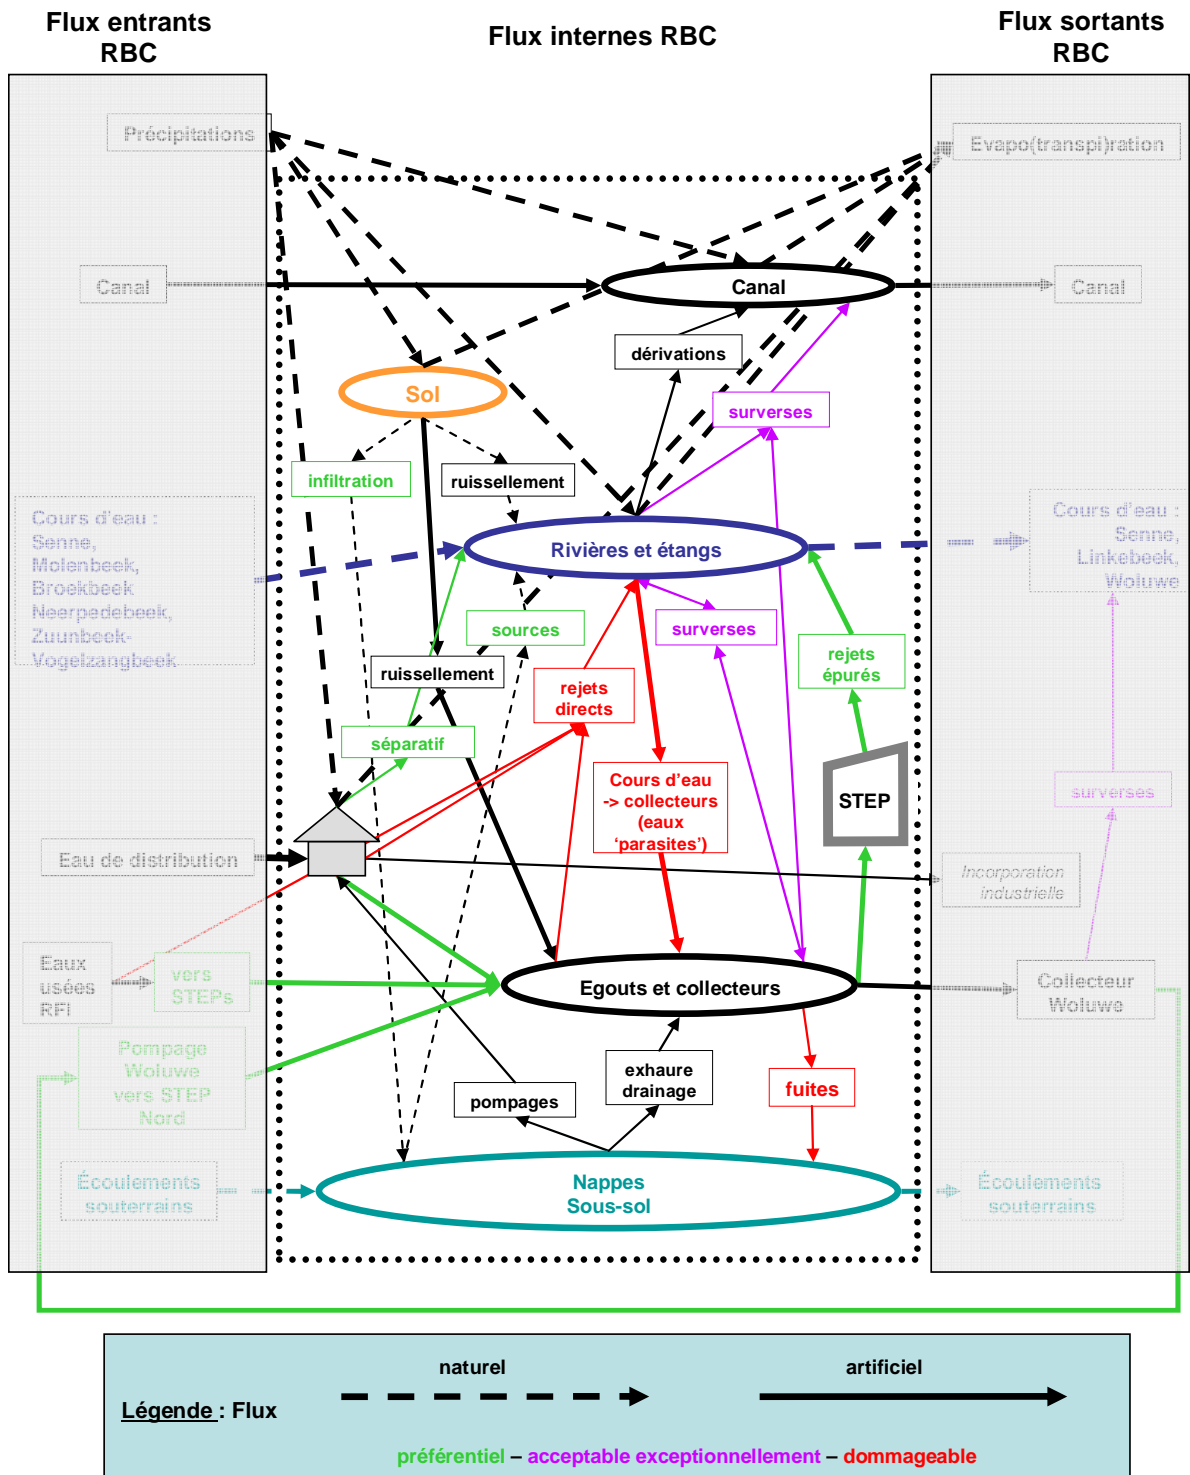 Flux entrants
RBC
Flux internes RBC
Flux sortants
RBC
Précipitations
Evapo(transpi)ration
Canal
Canal
Canal
dérivations
Sol
surverses
infiltration
ruissellement
Cours d'eau :
Senne,
Molenbeek,
Broekbeek
Neerpedebeek,
Zuunbeek-
Vogelzangbeek
Rivières et étangs
Cours d'eau :
Senne,
Linkebeek,
Woluwe
sources
surverses
rejets
épurés
ruissellement
rejets
directs
séparatif
Cours d'eau
-> collecteurs
(eaux
'parasites')
STEP
surverses
Eau de distribution
Incorporation
industrielle
Eaux
usées
RFl
vers
STEPs
Egouts et collecteurs
Collecteur
Woluwe
Pompage
Woluwe
vers STEP
Nord
pompages
exhaure
drainage
fuites
Écoulements
souterrains
Nappes
Sous-sol
Écoulements
souterrains
naturel
artificiel
Légende : Flux
préférentiel – acceptable exceptionnellement – dommageable